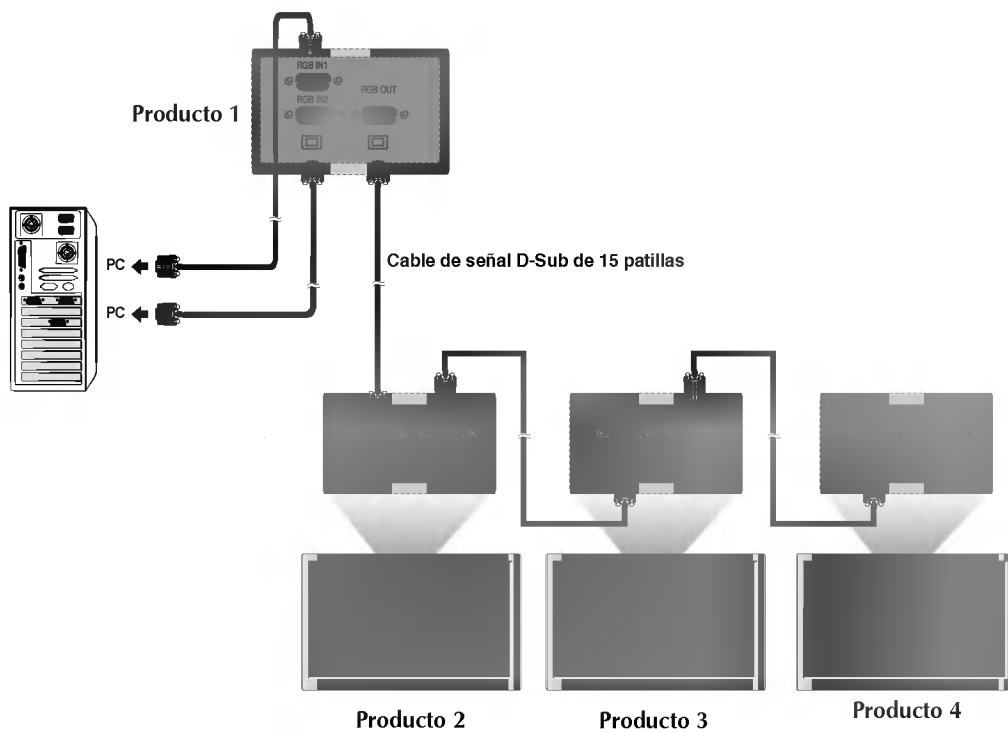 RGB IN1
RGB IN2
RGB OUT
Producto 1
PC
Cable de señal D-Sub de 15 patillas
PC
Producto 2
Producto 3
Producto 4